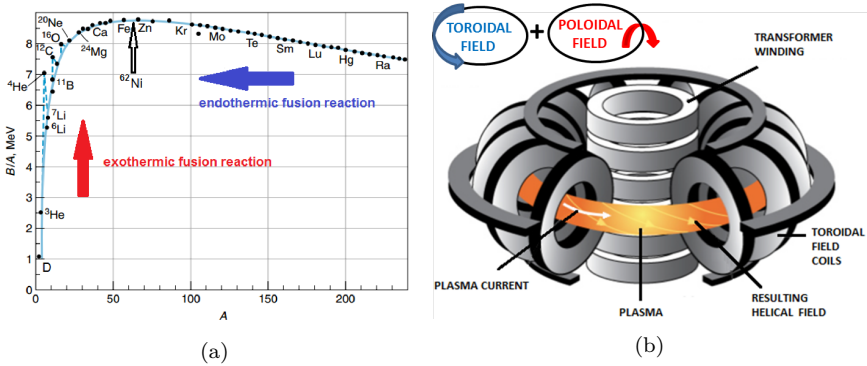 9
8
7
6
5
4
3
2
1
0
B/A, MeV
0
50
100
150
200
A
²⁰Ne
¹⁶O
¹²C
⁴He
Ca
²⁴Mg
¹¹B
⁷Li
⁶Li
³He
D
Fe
Zn
⁶²Ni
Kr
Mo
Te
Sm
Lu
Hg
Ra
endothermic fusion reaction
exothermic fusion reaction
(a)
TOROIDAL
FIELD
+
POLOIDAL
FIELD
TRANSFORMER
WINDING
PLASMA CURRENT
PLASMA
TOROIDAL
FIELD
COILS
RESULTING
HELICAL FIELD
(b)